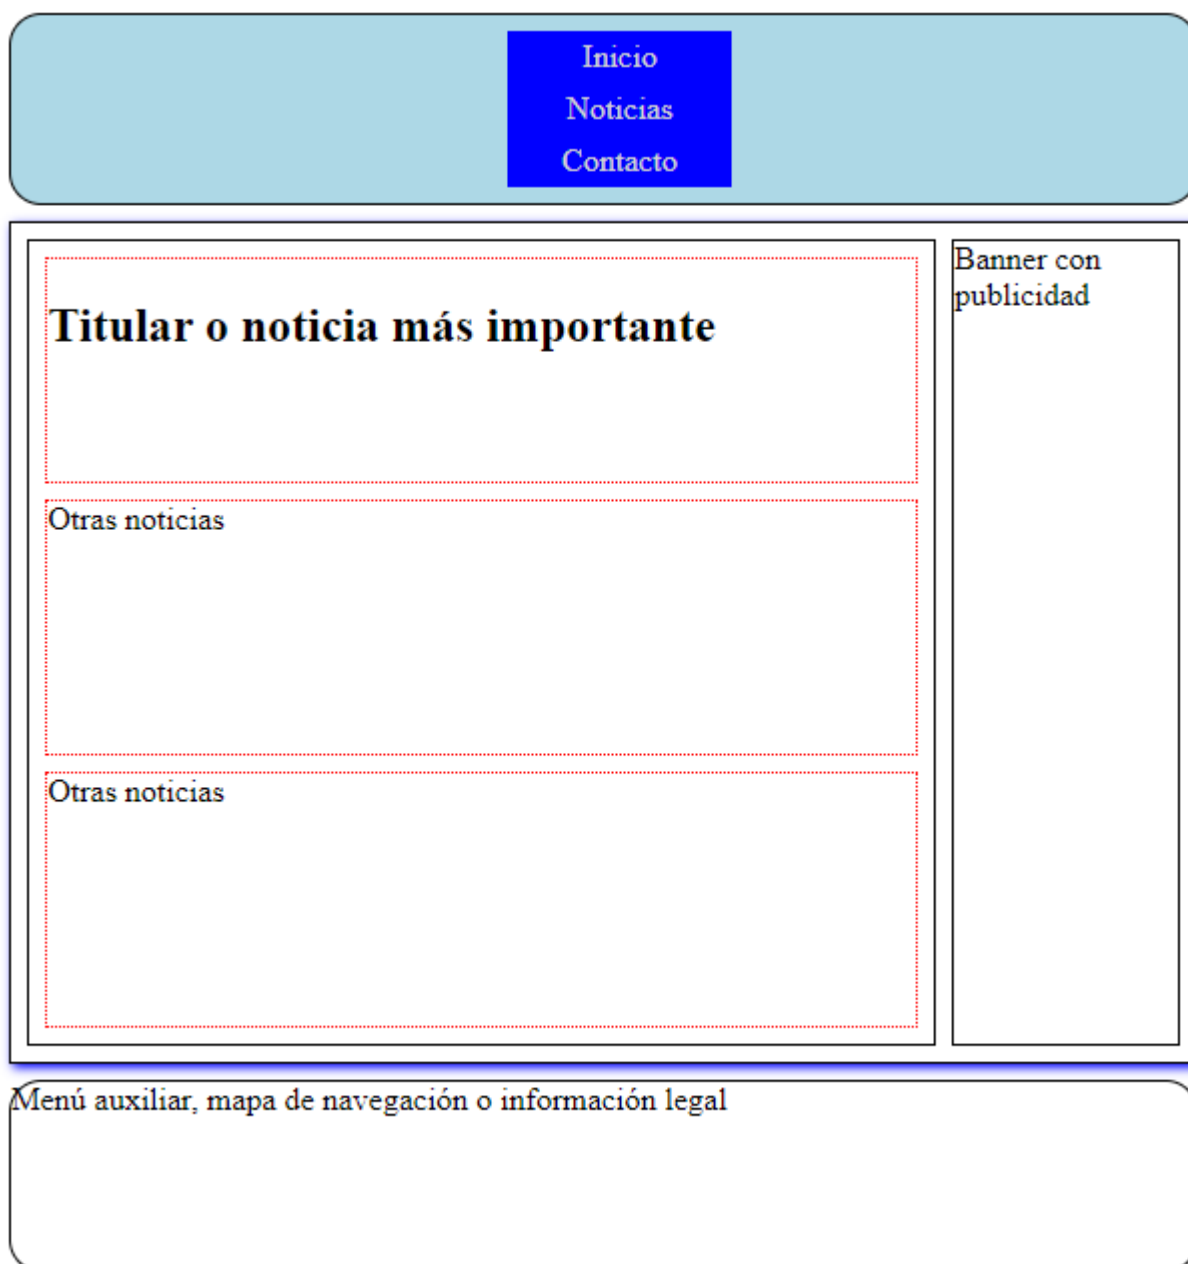 Inicio
Noticias
Contacto
Titular o noticia más importante
Otras noticias
Otras noticias
Banner con
publicidad
Menú auxiliar, mapa de navegación o información legal